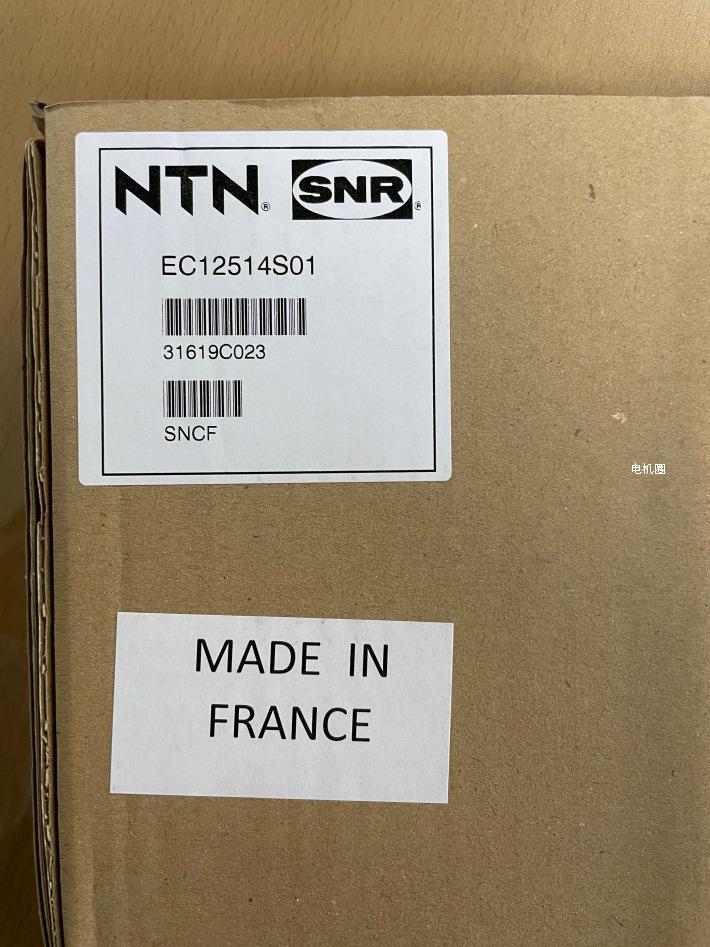 NTN® SNR®
EC12514S01
31619C023
SNCF
电机圈
MADE IN
FRANCE